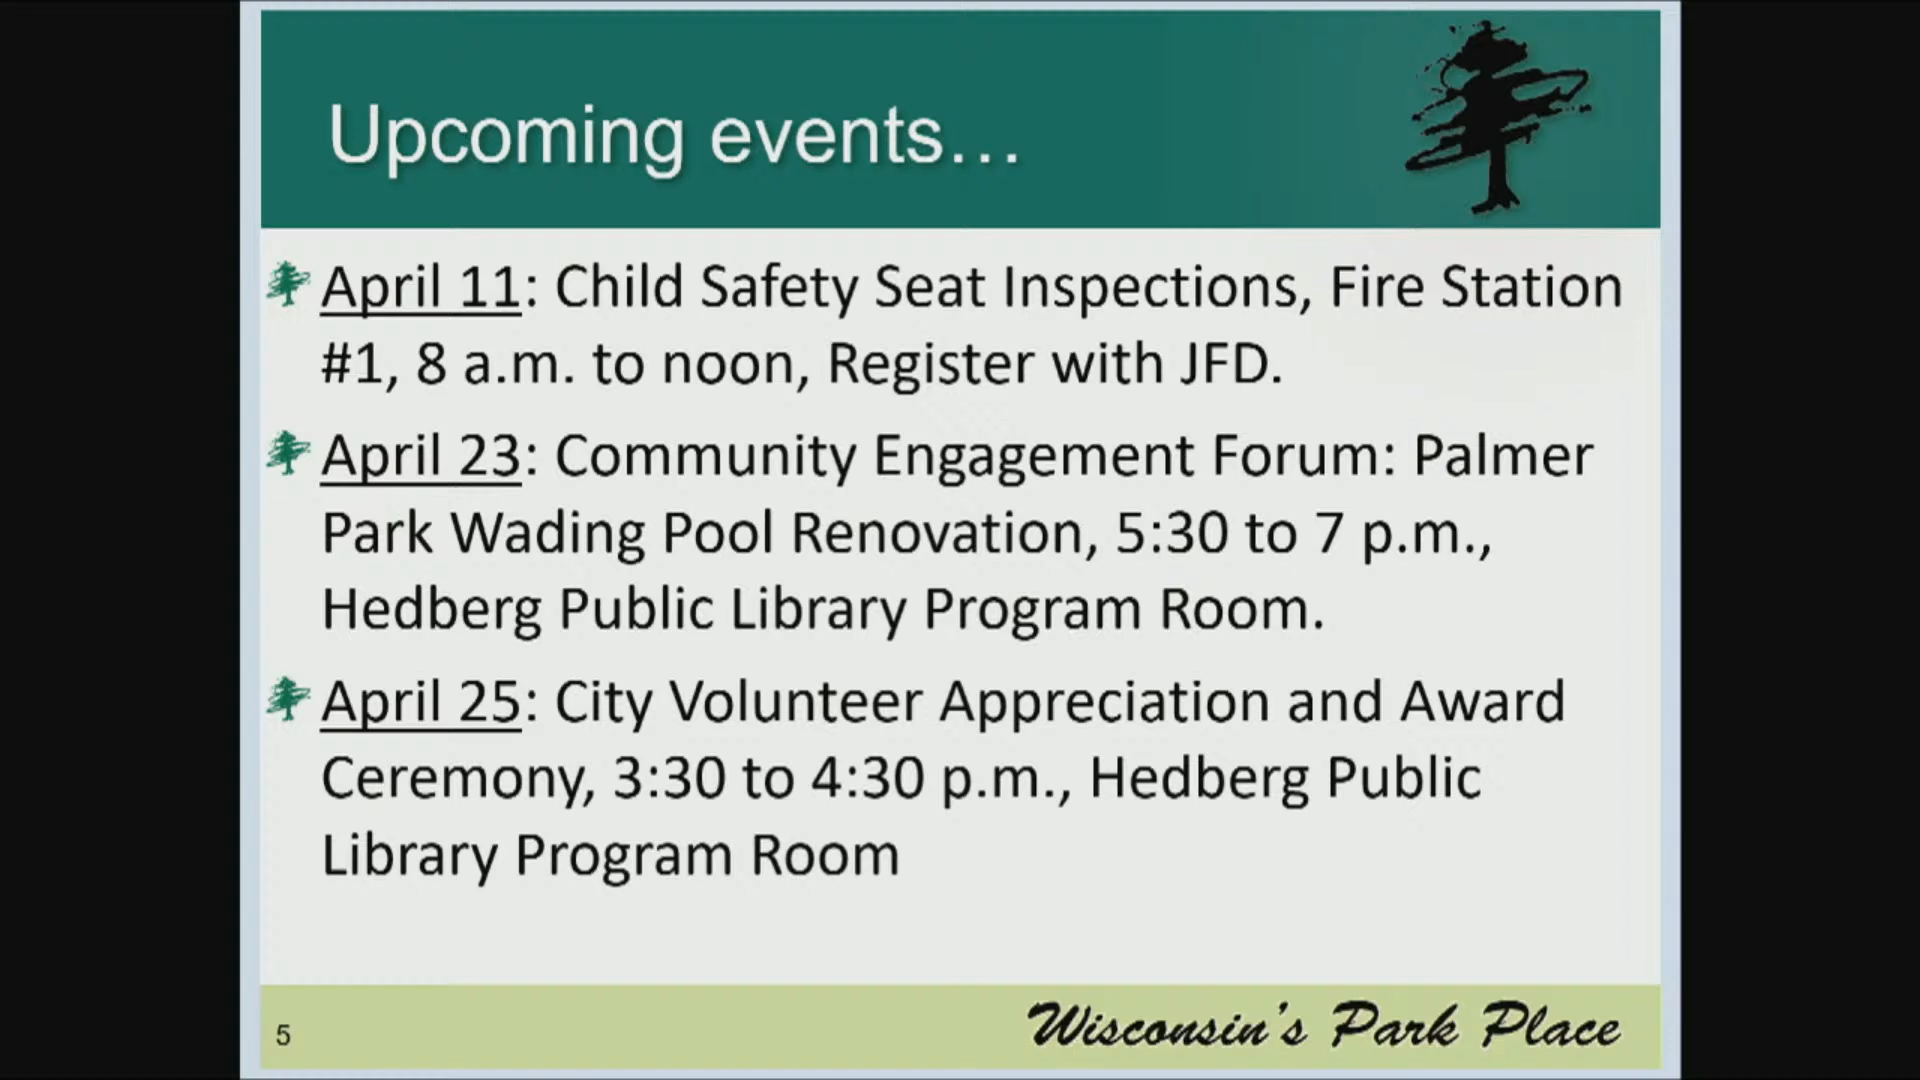 Upcoming events…
April 11: Child Safety Seat Inspections, Fire Station
#1, 8 a.m. to noon, Register with JFD.
April 23: Community Engagement Forum: Palmer
Park Wading Pool Renovation, 5:30 to 7 p.m.,
Hedberg Public Library Program Room.
April 25: City Volunteer Appreciation and Award
Ceremony, 3:30 to 4:30 p.m., Hedberg Public
Library Program Room
5
Wisconsin's Park Place